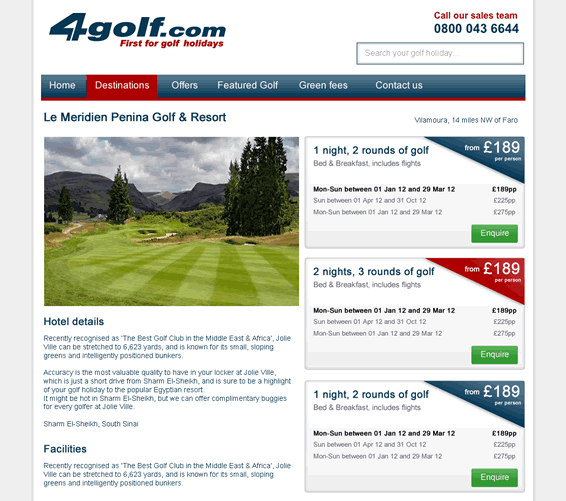 4golf.com
First for golf holidays
Call our sales team
0800 043 6644
Search your golf holiday...
Home Destinations Offers Featured Golf Green fees Contact us
Le Meridien Penina Golf & Resort
Vilamoura, 14 miles NW of Faro
1 night, 2 rounds of golf
from £189
per person
Bed & Breakfast, includes flights
Mon-Sun between 01 Jan 12 and 29 Mar 12 £189pp
Sun between 01 Apr 12 and 31 Oct 12 £225pp
Mon-Sun between 01 Jan 12 and 29 Mar 12 £275pp
Enquire
2 nights, 3 rounds of golf
from £189
per person
Bed & Breakfast, includes flights
Mon-Sun between 01 Jan 12 and 29 Mar 12 £189pp
Sun between 01 Apr 12 and 31 Oct 12 £225pp
Mon-Sun between 01 Jan 12 and 29 Mar 12 £275pp
Enquire
1 night, 2 rounds of golf
from £189
per person
Bed & Breakfast, includes flights
Mon-Sun between 01 Jan 12 and 29 Mar 12 £189pp
Sun between 01 Apr 12 and 31 Oct 12 £225pp
Mon-Sun between 01 Jan 12 and 29 Mar 12 £275pp
Enquire
Hotel details
Recently recognised as 'The Best Golf Club in the Middle East & Africa', Jolie
Ville can be stretched to 6,623 yards, and is known for its small, sloping
greens and intelligently positioned bunkers.
Accuracy is the most valuable quality to have in your locker at Jolie Ville,
which is just a short drive from Sharm El-Sheikh, and is sure to be a highlight
of your golf holiday to the popular Egyptian resort.
It might be hot in Sharm El-Sheikh, but we can offer complimentary buggies
for every golfer at Jolie Ville.
Sharm El-Sheikh, South Sinai
Facilities
Recently recognised as 'The Best Golf Club in the Middle East & Africa', Jolie
Ville can be stretched to 6,623 yards, and is known for its small, sloping
greens and intelligently positioned bunkers.